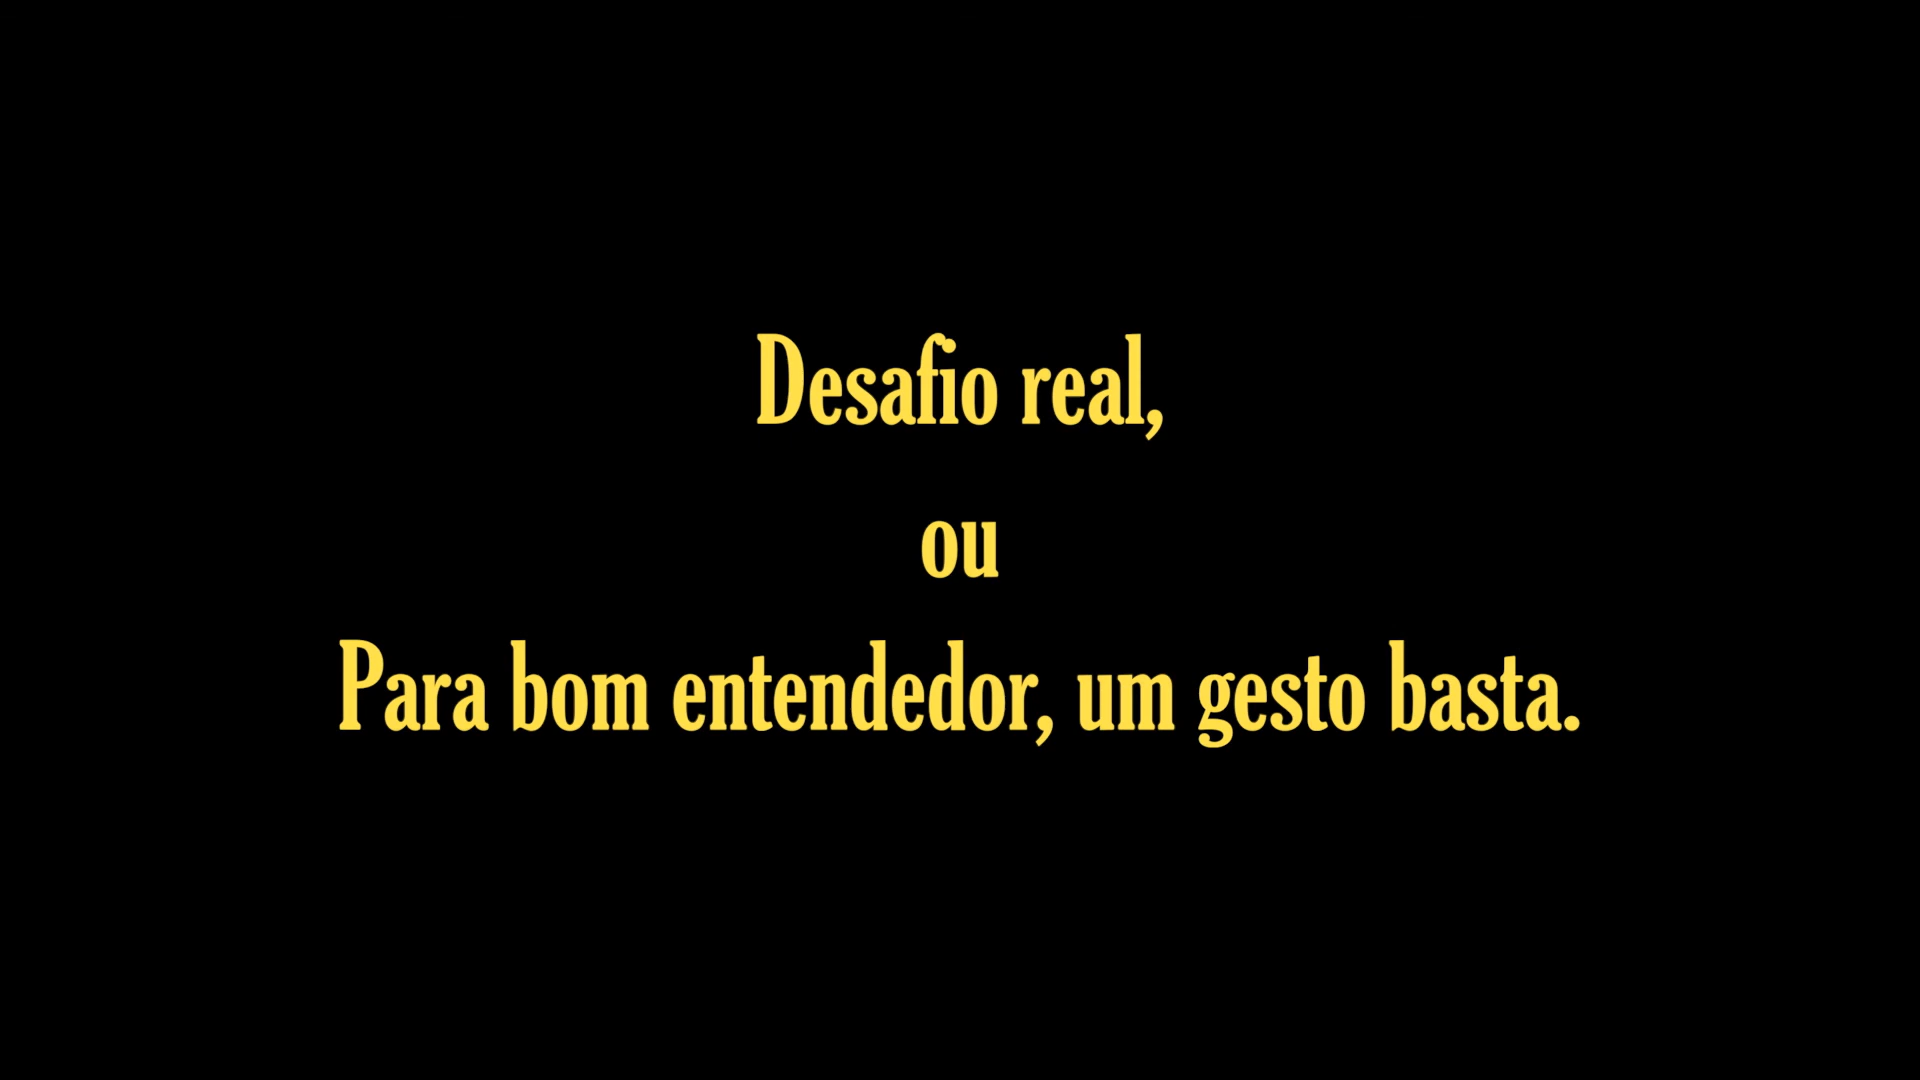 Desafio real,
ou
Para bom entendedor, um gesto basta.